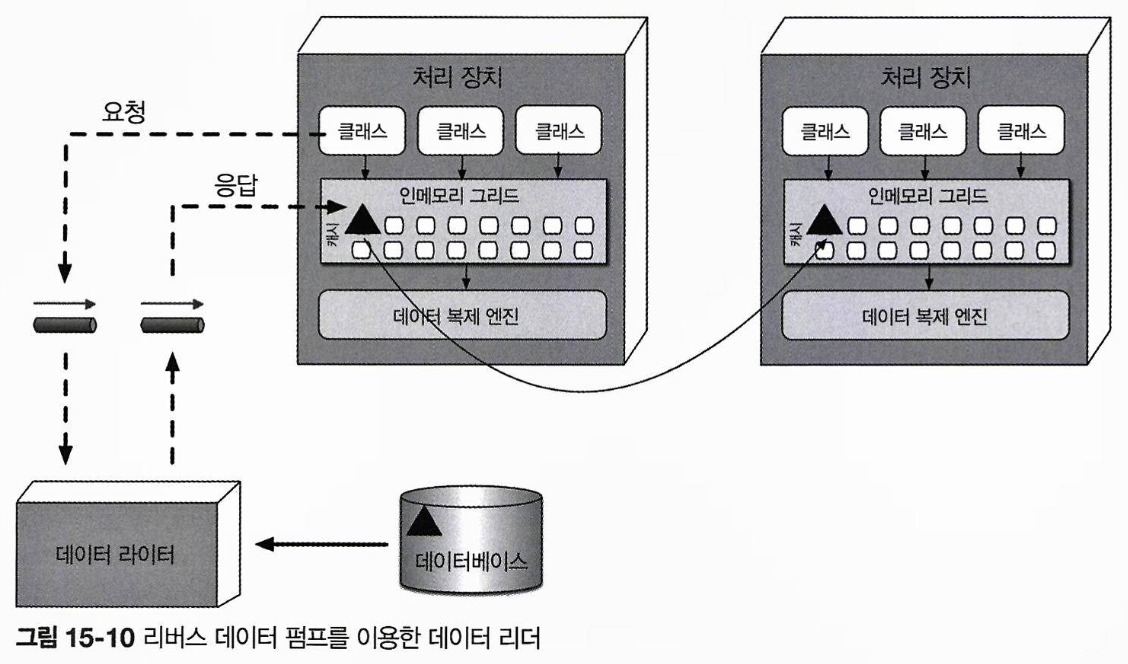 처리 장치
처리 장치
요청
클래스
클래스
클래스
클래스
클래스
클래스
응답
인메모리 그리드
캐시
인메모리 그리드
캐시
데이터 복제 엔진
데이터 복제 엔진
데이터 라이터
데이터베이스
그림 15-10 리버스 데이터 펌프를 이용한 데이터 리더